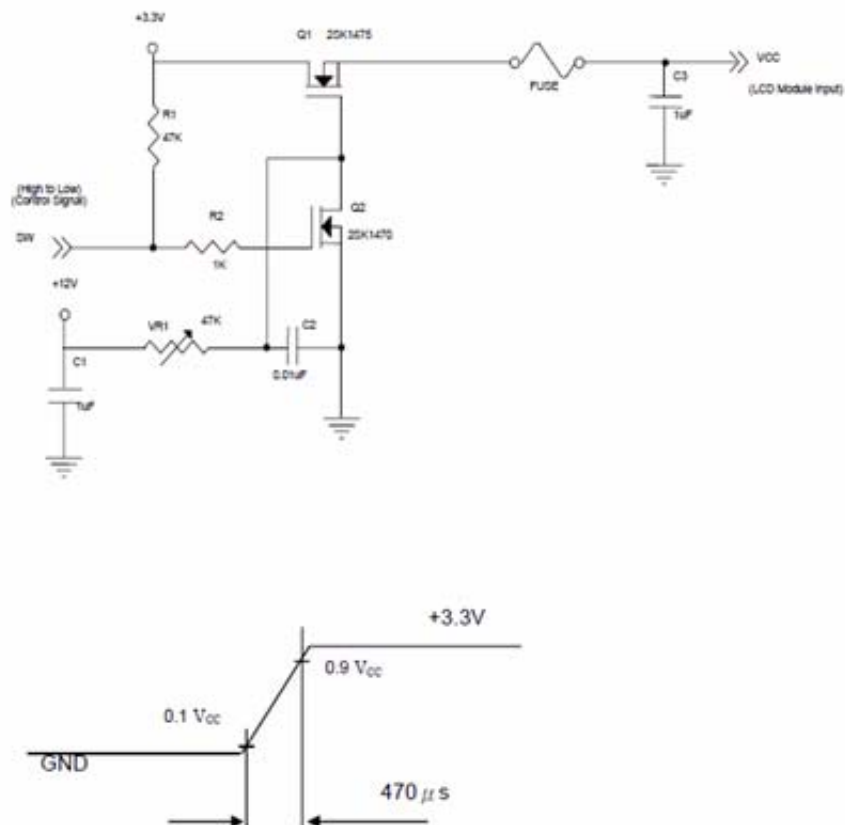 +3.3V
Q1 2SK1475
FUSE
C3
VCC
(LCD Module Input)
1uF
R1
47K
(High to Low)
(Control Signal)
SW
R2
1K
Q2
2SK1470
+12V
VR1
47K
C2
0.01uF
C1
1uF
+3.3V
0.9 Vcc
0.1 Vcc
GND
470 μs